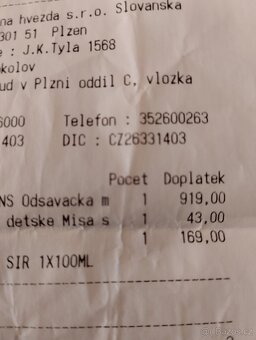 na hvezda s.r.o. Slovanska
301 51 Plzen
e : J.K.Tyla 1568
okolov
ud v Plzni oddil C, vlozka
6000 Telefon : 352600263
403 DIC : CZ26331403
Pocet Doplatek
NS Odsavacka m 1 919,00
detske Misa s 1 43,00
1 169,00
SIR 1X100ML